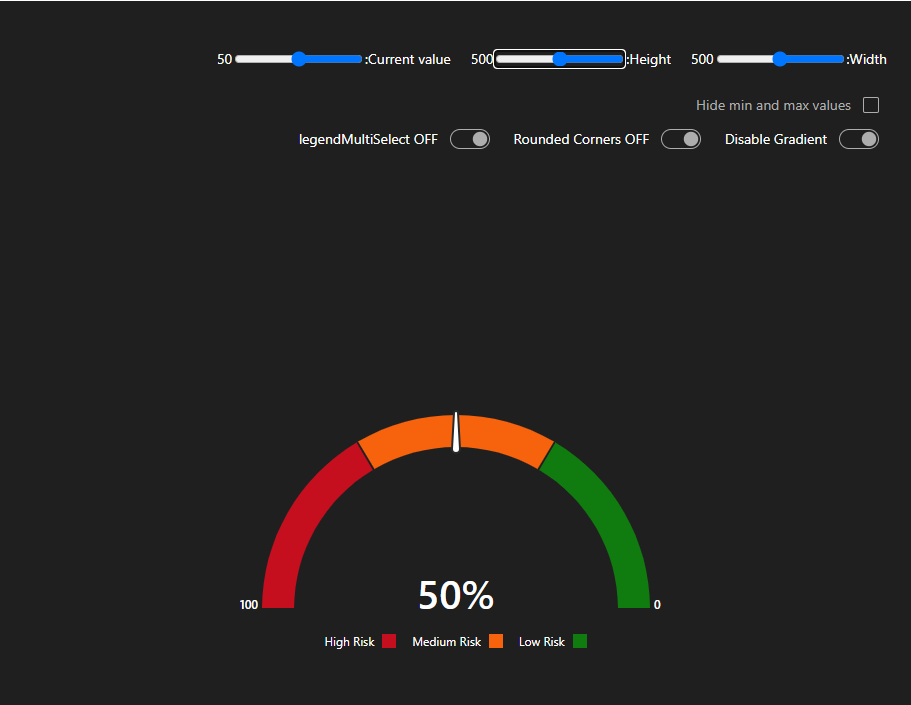 50 :Current value 500 :Height 500 :Width
Hide min and max values
legendMultiSelect OFF Rounded Corners OFF Disable Gradient
50%
100 0
High Risk Medium Risk Low Risk